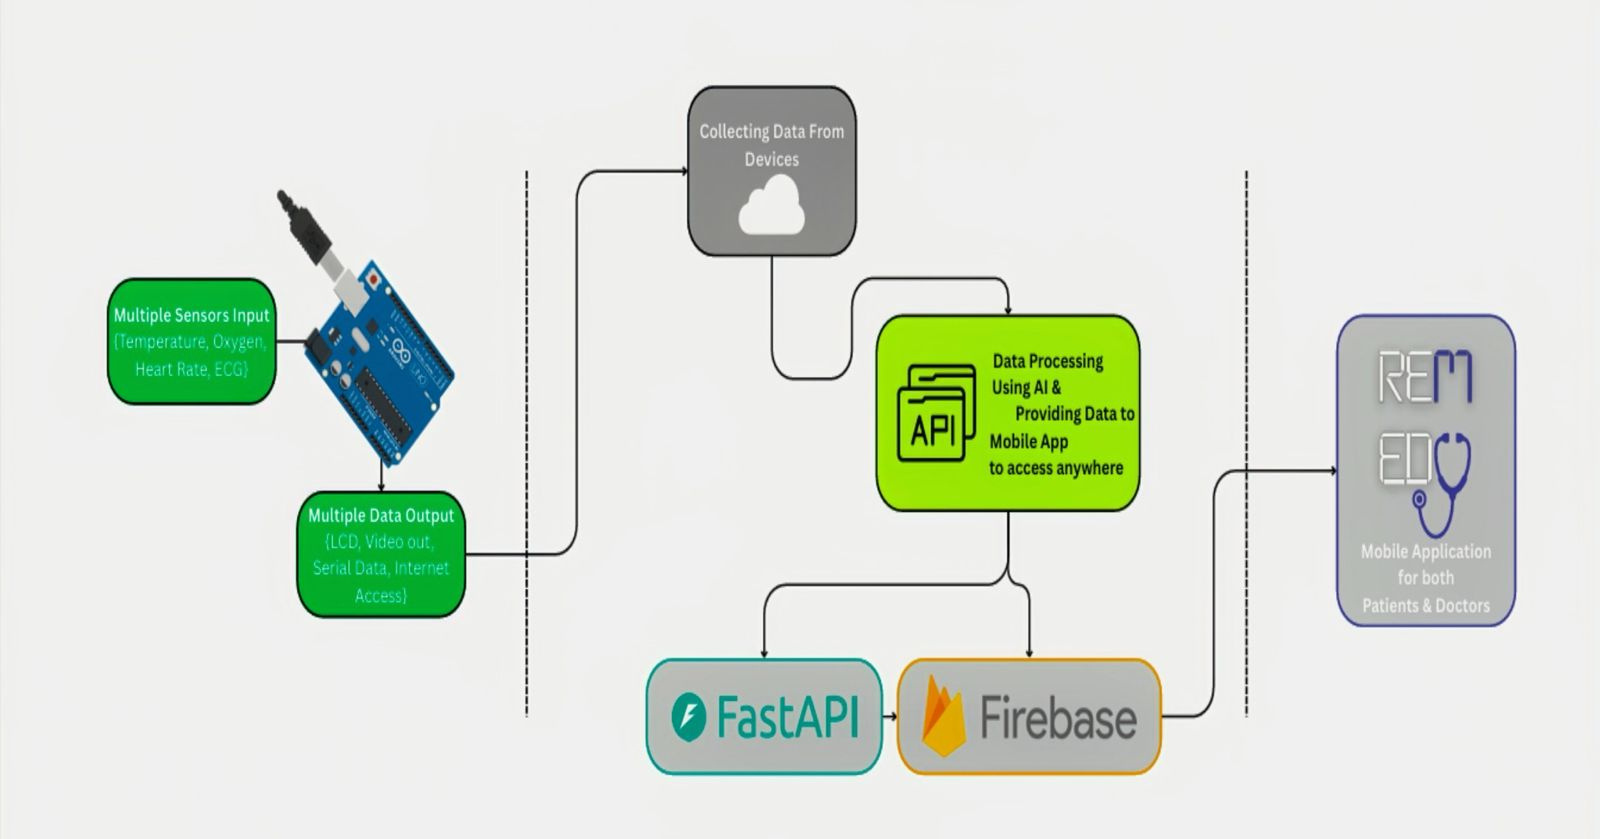 Multiple Sensors Input
{Temperature, Oxygen,
Heart Rate, ECG}
UNO
Multiple Data Output
{LCD, Video out,
Serial Data, Internet
Access}
Collecting Data From
Devices
API
Data Processing
Using AI &
Providing Data to
Mobile App
to access anywhere
FastAPI
Firebase
REM
EDY
Mobile Application
for both
Patients & Doctors